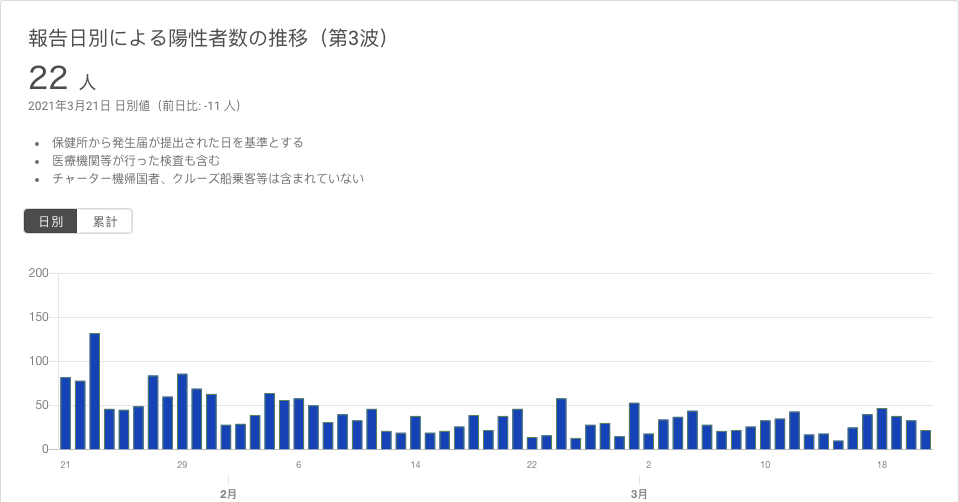 報告日別による陽性者数の推移（第3波）
22 人
2021年3月21日 日別値（前日比: -11 人）
保健所から発生届が提出された日を基準とする
医療機関等が行った検査も含む
チャーター機帰国者、クルーズ船乗客等は含まれていない
日別 累計
200
150
100
50
0
21 29 6 14 22 2 10 18
2月 3月